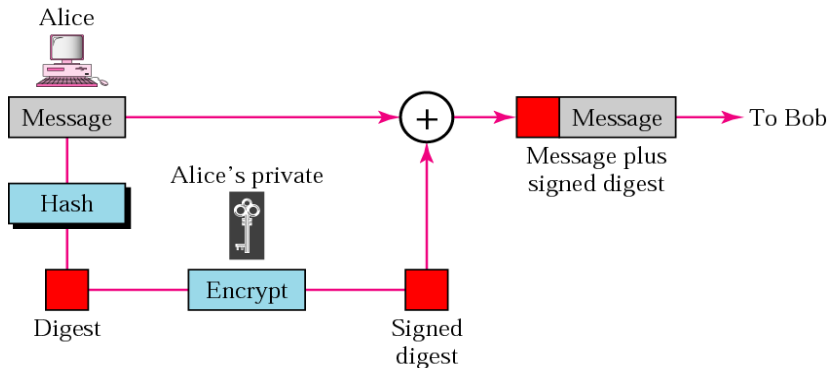 Alice
Message
+
Message
To Bob
Message plus
signed digest
Alice's private
Hash
Encrypt
Digest
Signed
digest